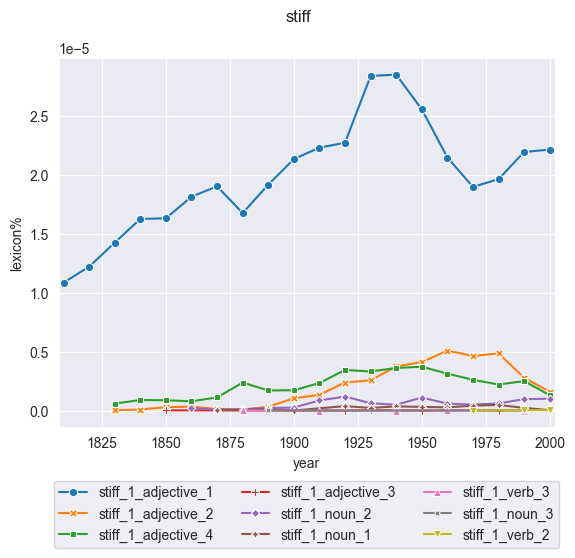 stiff
1e−5
2.5
2.0
1.5
1.0
0.5
0.0
lexicon%
1825 1850 1875 1900 1925 1950 1975 2000
year
stiff_1_adjective_1 stiff_1_adjective_3 stiff_1_verb_3
stiff_1_adjective_2 stiff_1_noun_2 stiff_1_noun_3
stiff_1_adjective_4 stiff_1_noun_1 stiff_1_verb_2